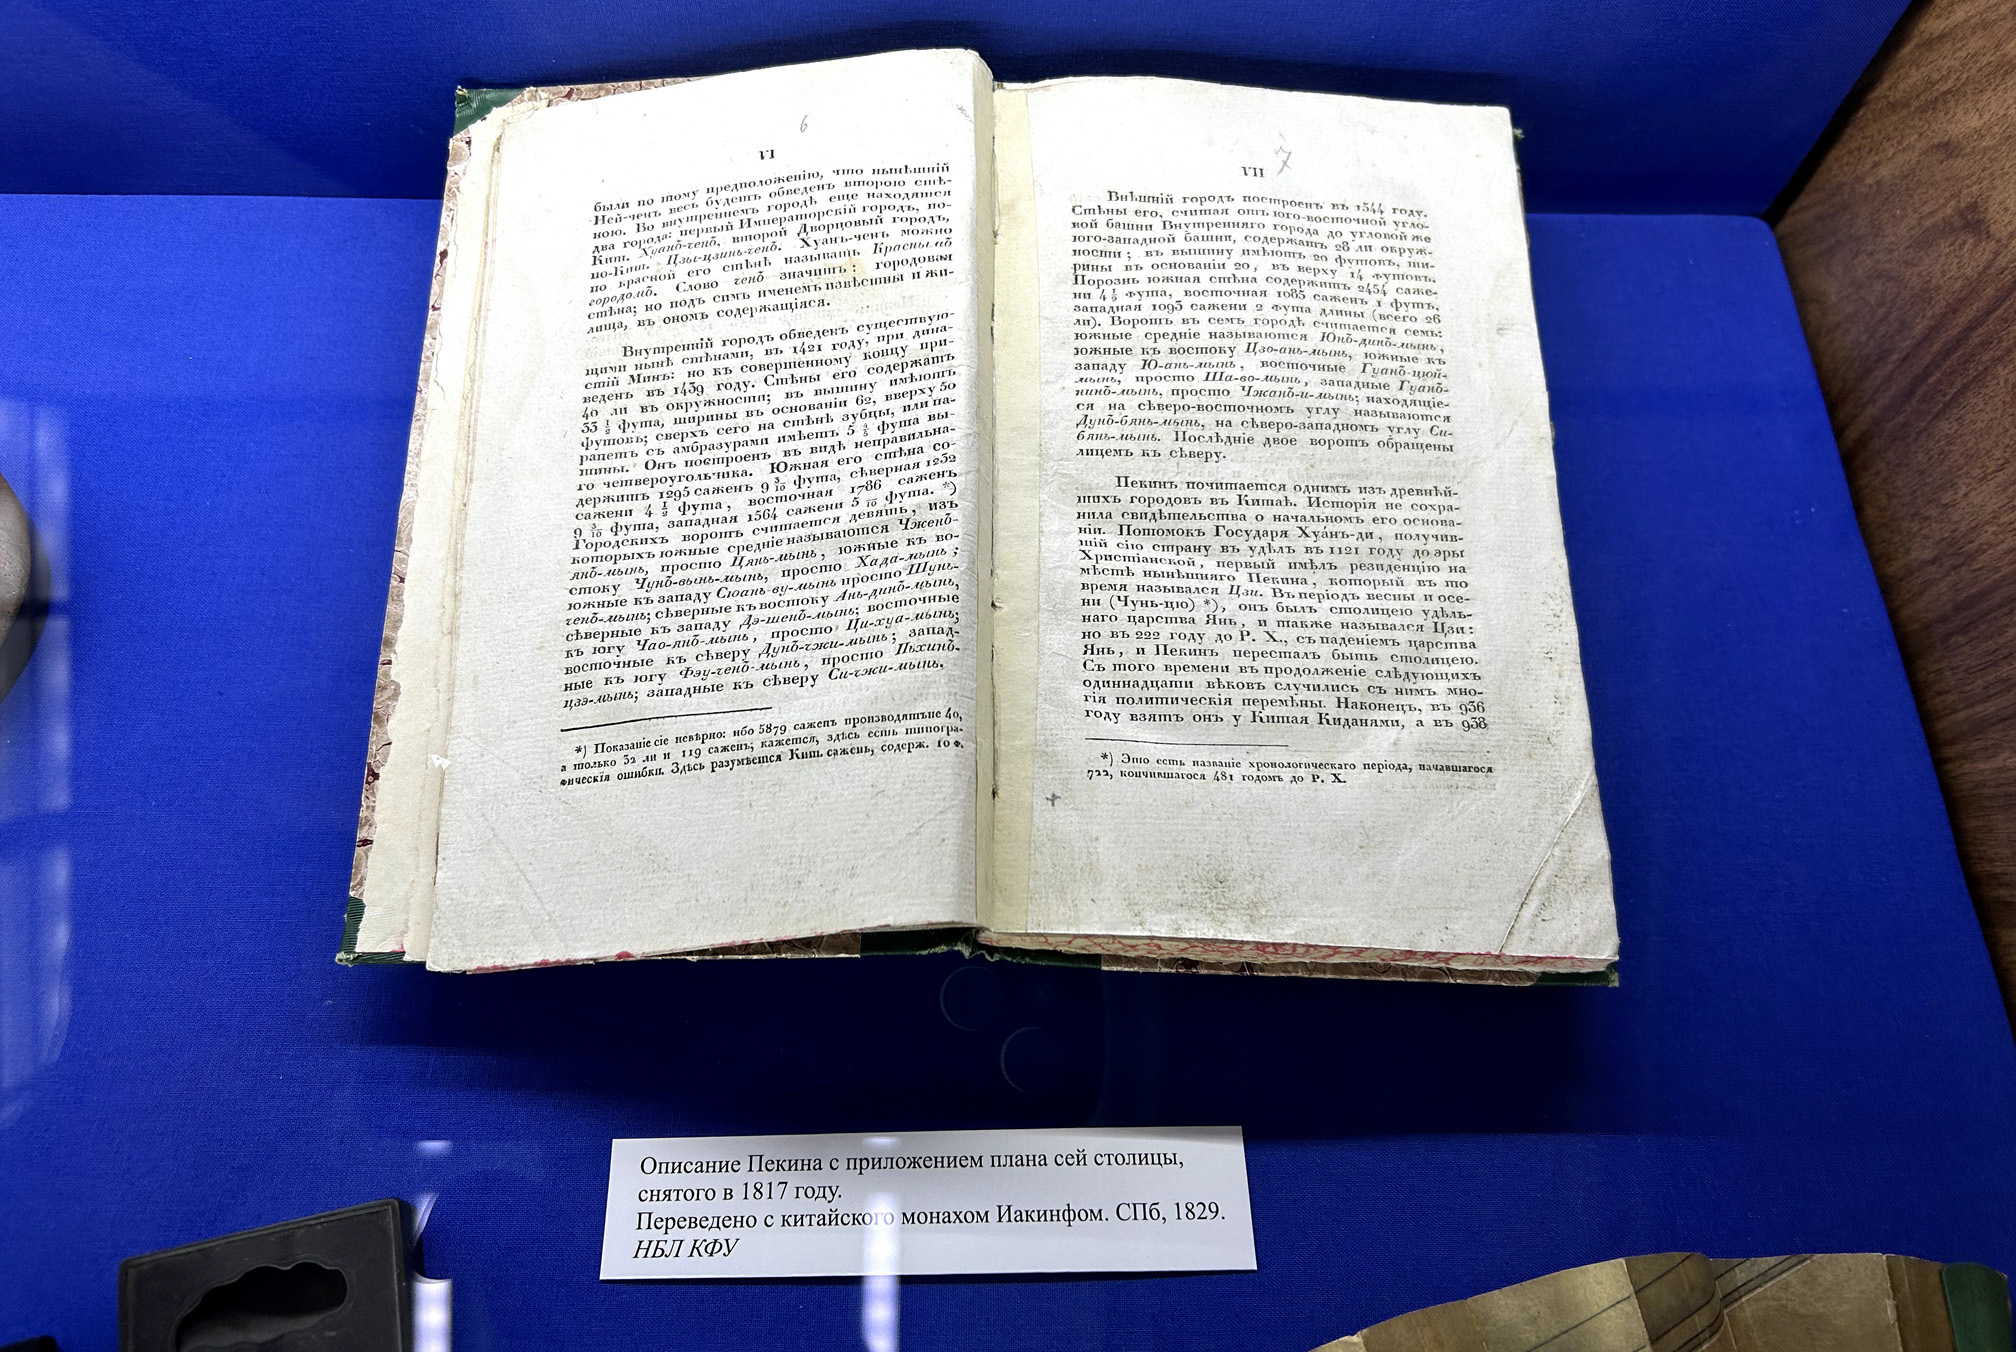 6
VI
были по тому предположенію, что нынѣшній
Ней-ченъ весь будетъ обведенъ второю стѣ-
ною. Во внутреннемъ городѣ еще находятся
два города: первый Императорскій городъ, по-
Кит. Хуанъ-ченъ, второй Дворцовый городъ,
по-Кит. Цзы-цзинь-ченъ. Хуанъ-ченъ можно
по красной его стѣнѣ называть Краснымъ
городомъ. Слово ченъ значитъ: городовая
стѣна; но подъ симъ именемъ извѣстны и жи-
лища, въ ономъ содержащіяся.
Внутренній городъ обведенъ существую-
щими нынѣ стѣнами, въ 1421 году, при дина-
стіи Минъ: но къ совершенному концу при-
веденъ въ 1439 году. Стѣны его содержатъ
40 ли въ окружности; въ вышину имѣютъ
33 1/2 фута, ширины въ основаніи 62, вверху 50
футовъ; сверхъ сего на стѣнѣ зубцы, или па-
рапетъ съ амбразурами имѣетъ 5 4/5 фута вы-
шины. Онъ построенъ въ видѣ неправильна-
го четвероугольника. Южная его стѣна со-
держитъ 1295 саженъ 9 3/10 фута, сѣверная 1232
сажени 4 1/2 фута, восточная 1786 саженъ
9 3/10 фута, западная 1564 сажени 5 /10 фута. *)
Городскихъ воротъ считается девять, изъ
которыхъ южные средніе называются Чженъ-
янъ-мынь, просто Цянь-мынь, южные къ во-
стоку Чунъ-вынь-мынь, просто Хада-мынь;
южные къ западу Сюань-ву-мынь просто Шунь-
ченъ-мынь; сѣверные къ востоку Ань-динъ-мынь,
сѣверные къ западу Дэ-шенъ-мынь; восточные
къ югу Чао-янъ-мынь, просто Ци-хуа-мынь;
восточные къ сѣверу Дунъ-чжи-мынь; запад-
ные къ югу Фэу-ченъ-мынь, просто Пьхинъ-
цзэ-мынь; западные къ сѣверу Си-чжи-мынь.
*) Показаніе сіе невѣрно: ибо 5879 саженъ производятъ не 40,
а только 32 ли и 119 саженъ; кажется, здѣсь есть типогра-
фическія ошибки. Здѣсь разумѣется Кит. сажень, содерж. 10 ф.
7
VII
Внѣшній городъ построенъ въ 1544 году.
Стѣны его, считая отъ юго-восточной угло-
вой башни Внутренняго города до угловой же
юго-западной башни, содержатъ 28 ли окруж-
ности; въ вышину имѣютъ 20 футовъ, ши-
рины въ основаніи 20, въ верху 14 футовъ.
Порознь южная стѣна содержитъ 2454 саже-
ни 4 1/5 фута, восточная 1085 саженъ 1 футъ,
западная 1093 сажени 2 фута длины (всего 26
ли). Воротъ въ семъ городѣ считается семь:
южные средніе называются Юнъ-динъ-мынь,
южные къ востоку Цзо-ань-мынь, южные къ
западу Ю-ань-мынь, восточные Гуанъ-цюй-
мынь, просто Ша-во-мынь, западные Гуанъ-
нинъ-мынь, просто Чжанъ-и-мынь; находящіе-
ся на сѣверо-восточномъ углу называются
Дунъ-бянь-мынь, на сѣверо-западномъ углу Си-
бянь-мынь. Послѣдніе двое воротъ обращены
лицемъ къ сѣверу.
Пекинъ почитается однимъ изъ древнѣй-
шихъ городовъ въ Китаѣ. Исторія не сохра-
нила свидѣтельства о начальномъ его основа-
ніи. Потомокъ Государя Хуáнъ-ди, получив-
шій сію страну въ удѣлъ въ 1121 году до эры
Христіанской, первый имѣлъ резиденцію на
мѣстѣ нынѣшняго Пекина, который въ то
время назывался Цзи. Въ періодъ весны и осе-
ни (Чунь-цю) *), онъ былъ столицею удѣль-
наго царства Янь, и также назывался Цзи:
но въ 222 году до Р. Х., съ паденіемъ царства
Янь, и Пекинъ пересталъ быть столицею.
Съ того времени въ продолженіе слѣдующихъ
одиннадцати вѣковъ случились съ нимъ мно-
гія политическія перемѣны. Наконецъ, въ 936
году взятъ онъ у Китая Киданями, а въ 938
*) Это есть названіе хронологическаго періода, начавшагося
722, кончившагося 481 годомъ до Р. Х.
Описание Пекина с приложением плана сей столицы,
снятого в 1817 году.
Переведено с китайского монахом Иакинфом. СПб, 1829.
НБЛ КФУ